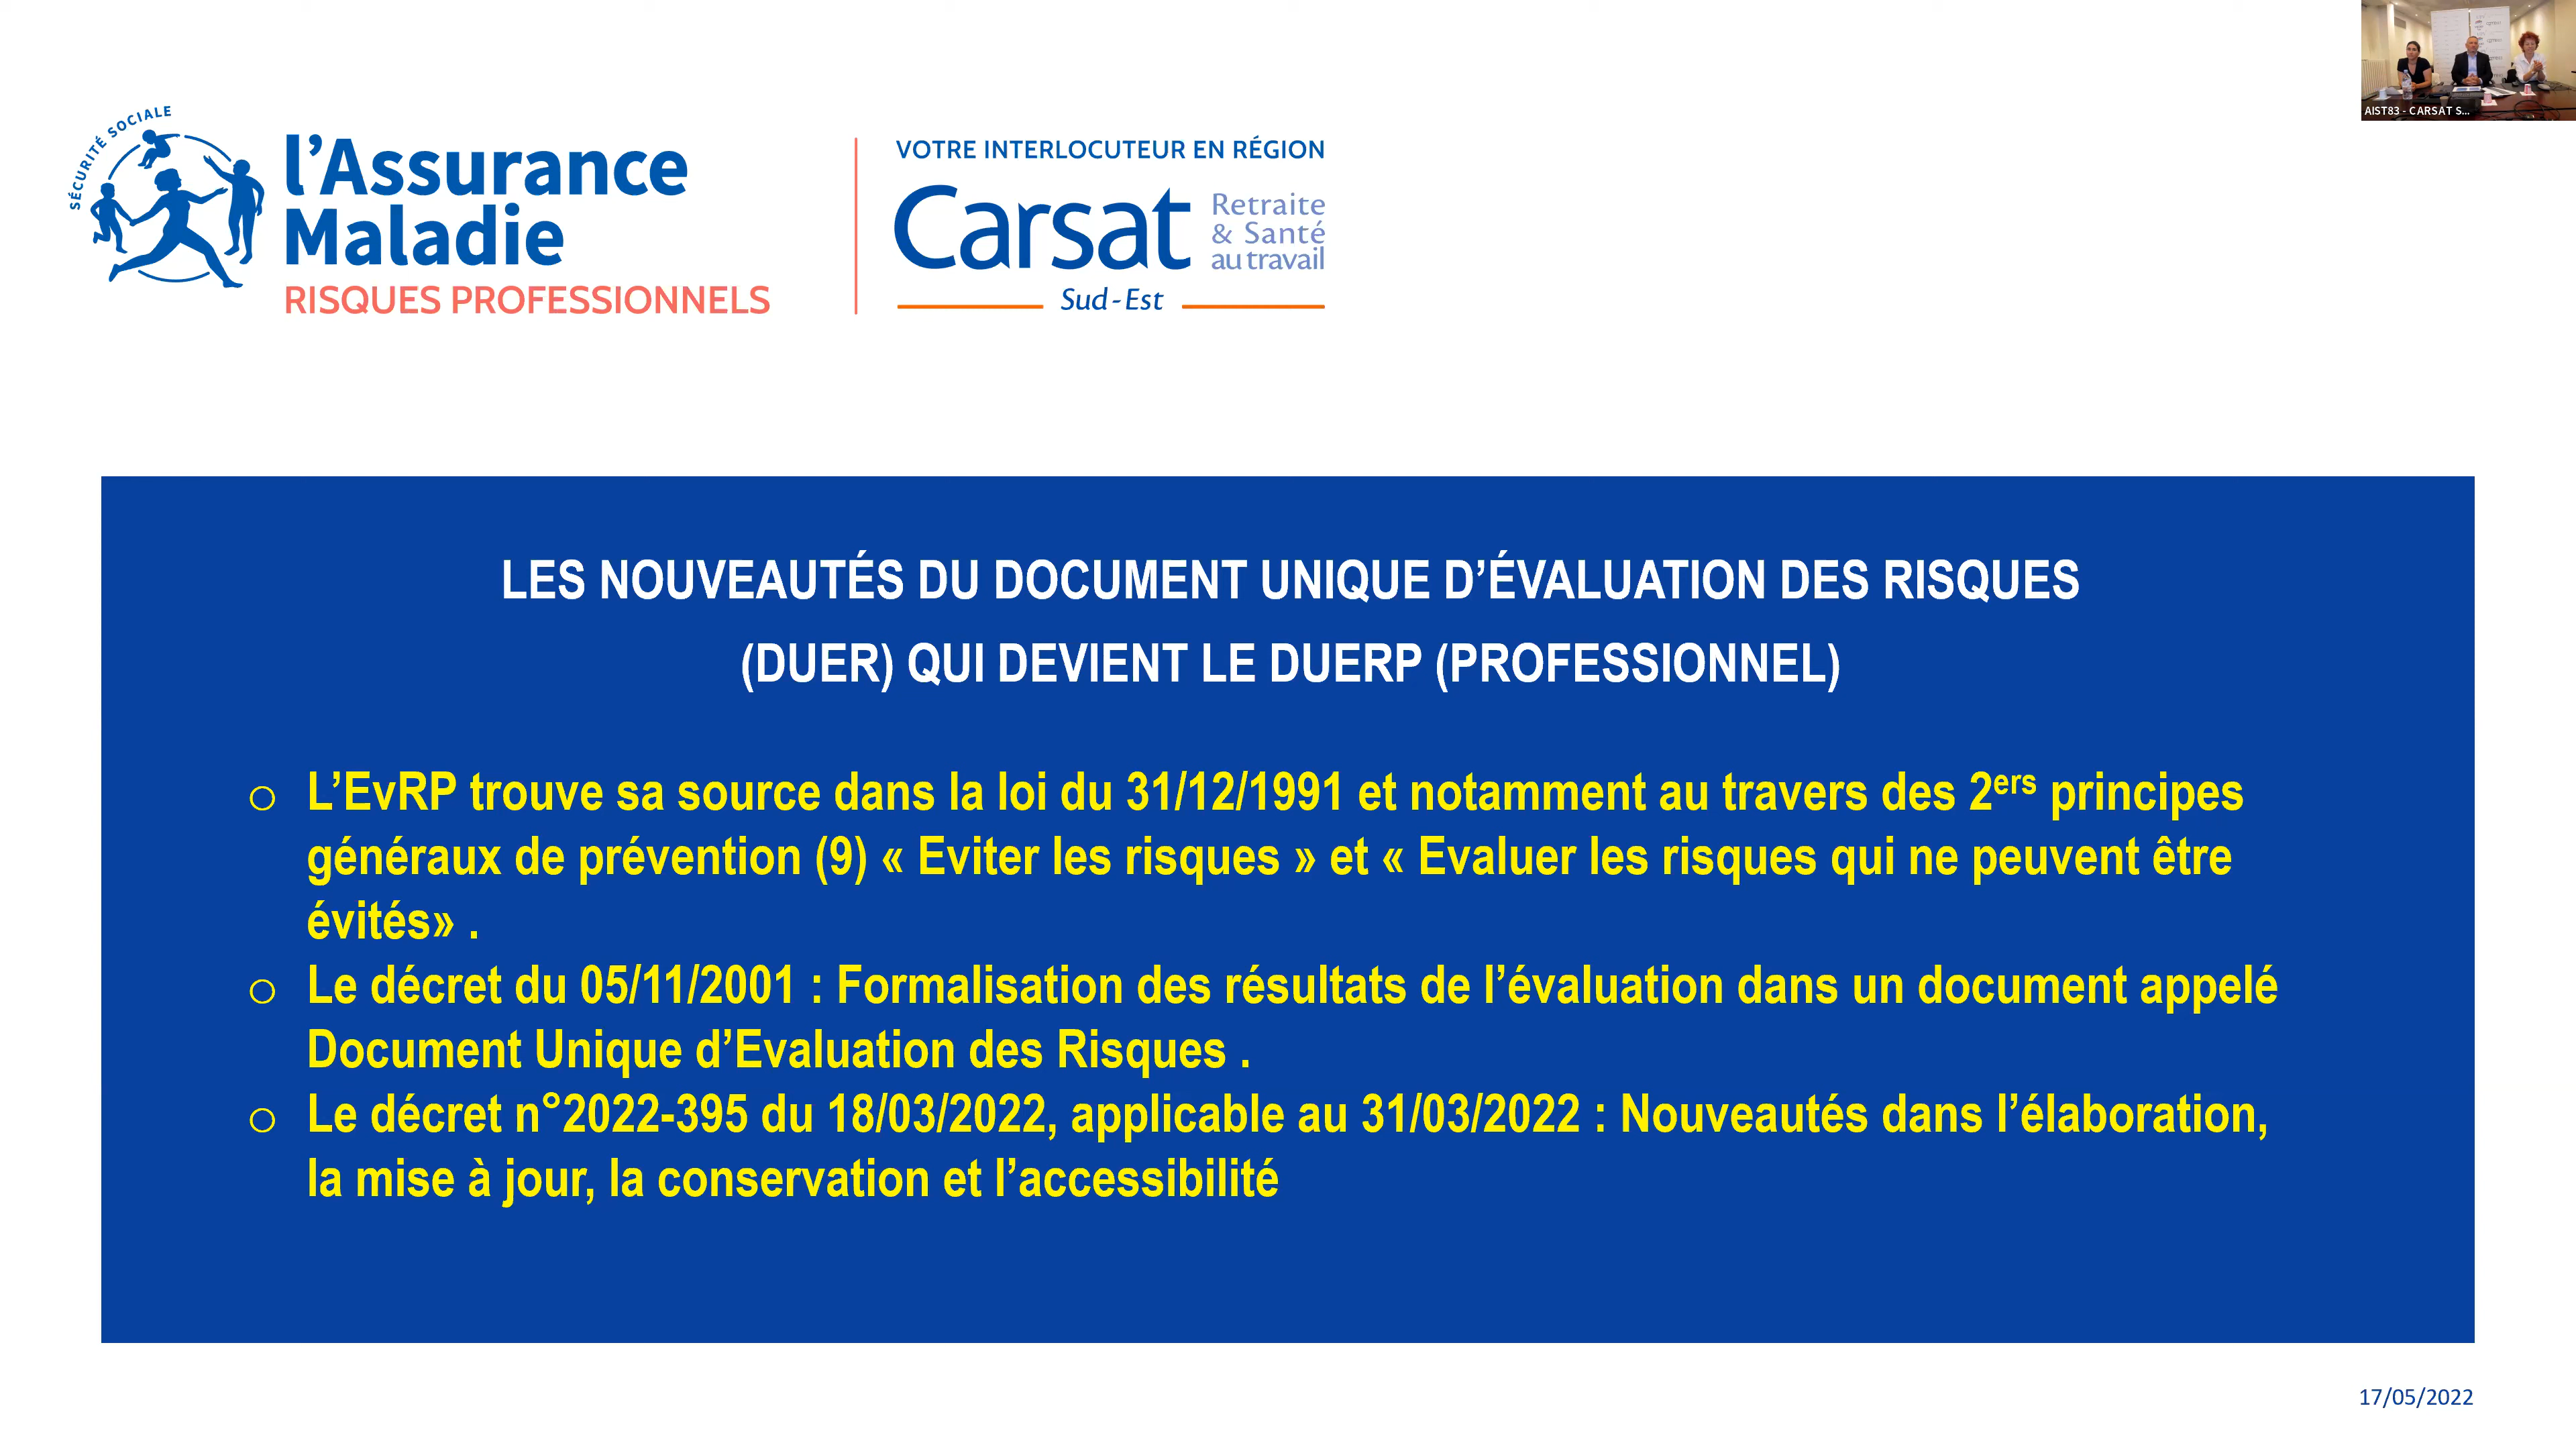 AIST83 - CARSAT S...
SÉCURITÉ SOCIALE
l’Assurance
Maladie
RISQUES PROFESSIONNELS
VOTRE INTERLOCUTEUR EN RÉGION
Carsat
Retraite
& Santé
au travail
Sud-Est
LES NOUVEAUTÉS DU DOCUMENT UNIQUE D’ÉVALUATION DES RISQUES
(DUER) QUI DEVIENT LE DUERP (PROFESSIONNEL)
o L’EvRP trouve sa source dans la loi du 31/12/1991 et notamment au travers des 2ers principes
généraux de prévention (9) « Eviter les risques » et « Evaluer les risques qui ne peuvent être
évités» .
o Le décret du 05/11/2001 : Formalisation des résultats de l’évaluation dans un document appelé
Document Unique d’Evaluation des Risques .
o Le décret n°2022-395 du 18/03/2022, applicable au 31/03/2022 : Nouveautés dans l’élaboration,
la mise à jour, la conservation et l’accessibilité
17/05/2022